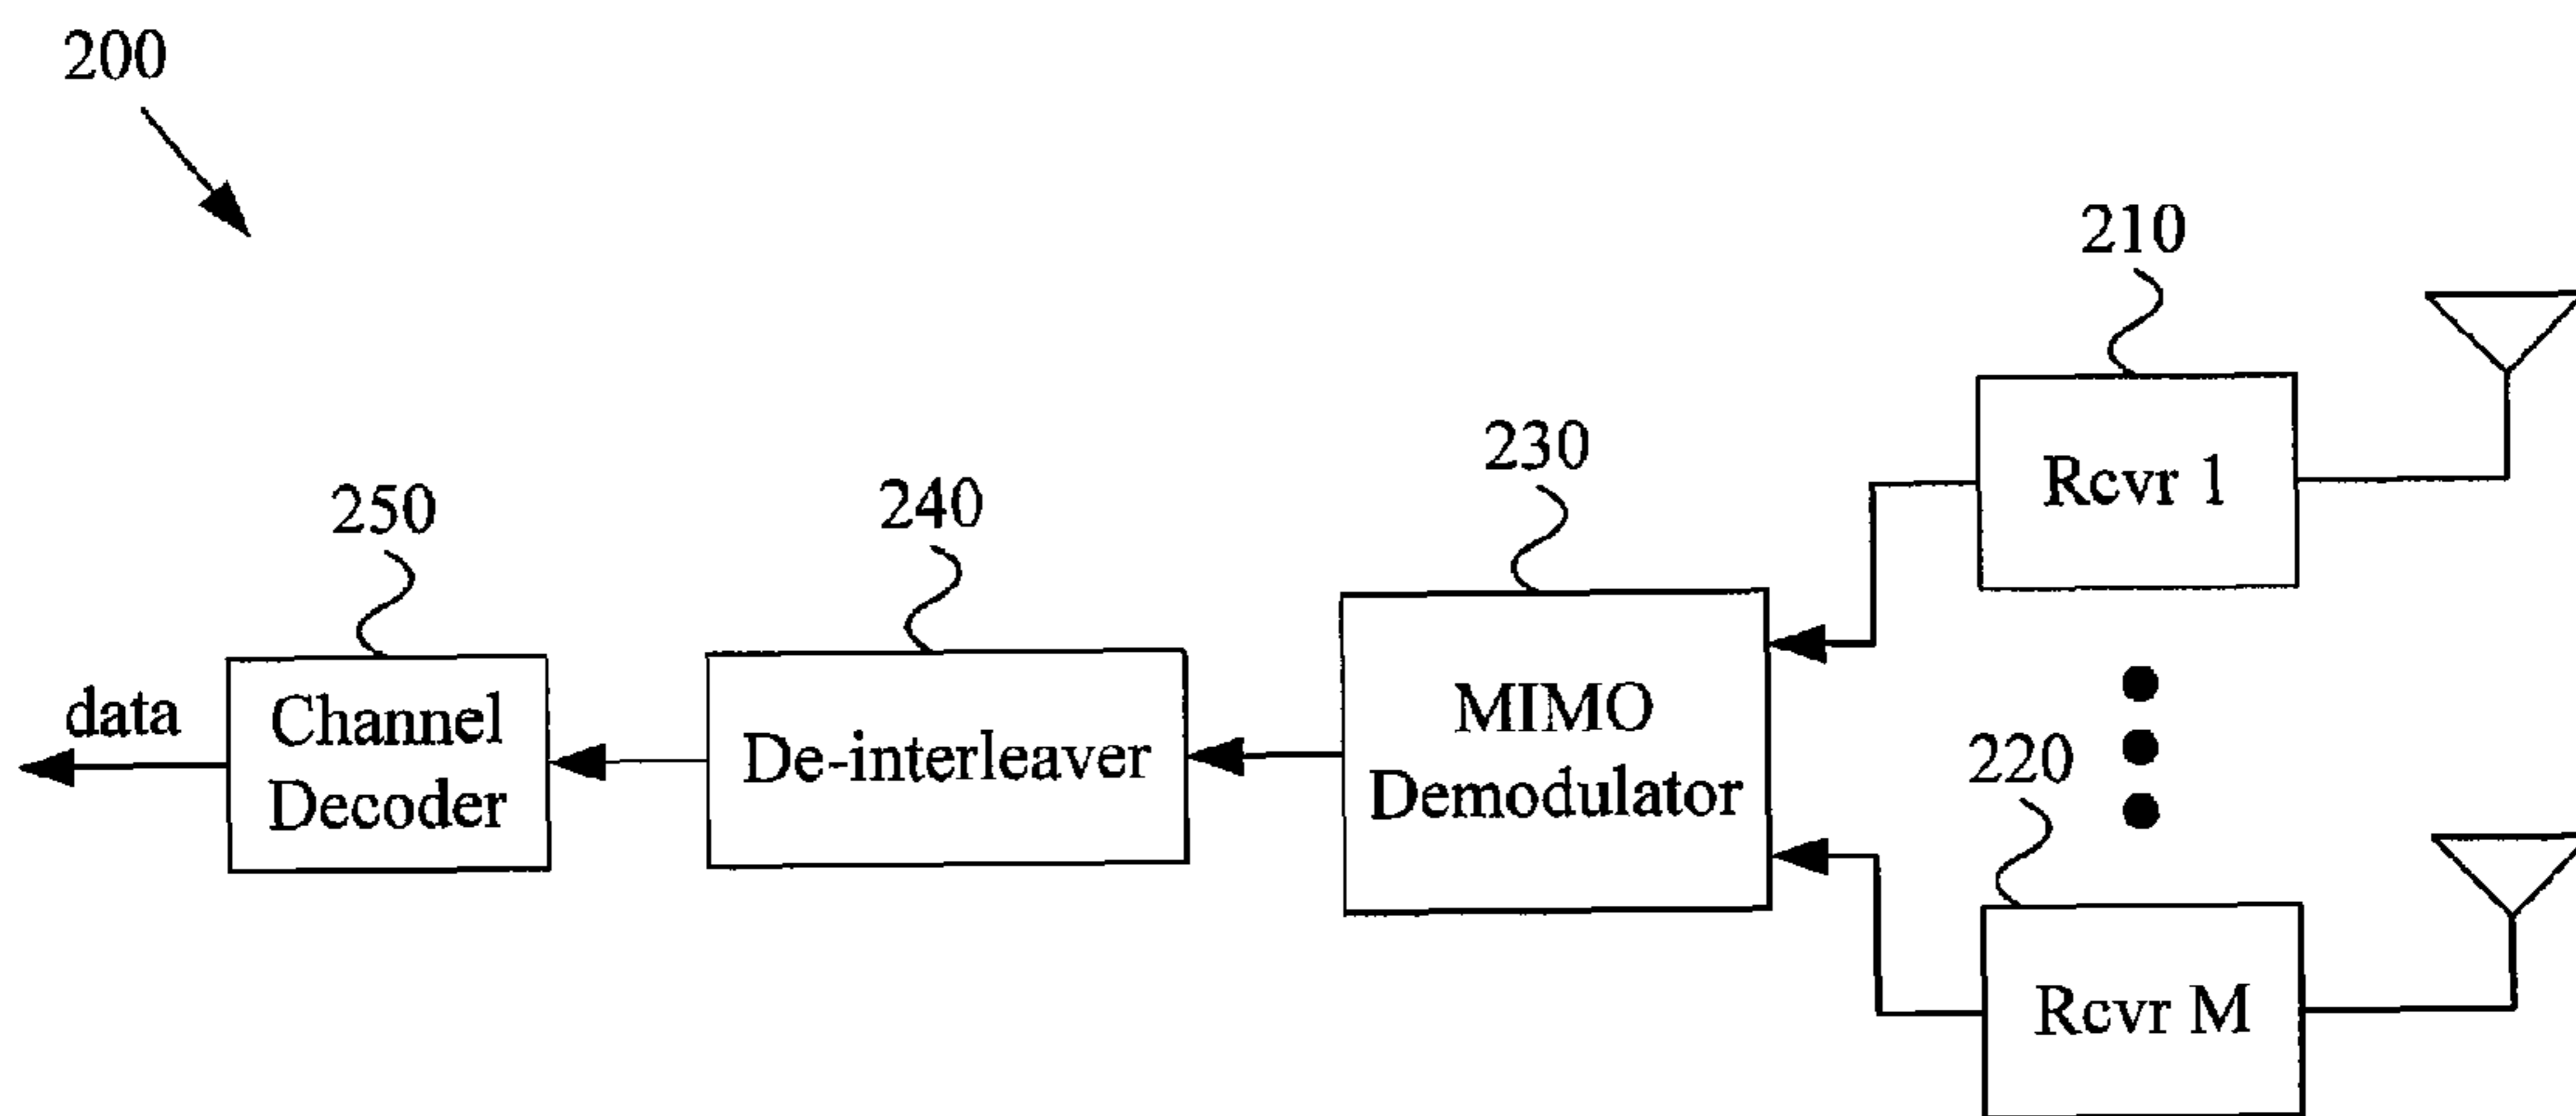 200
210
Rcvr 1
230
240
250
MIMO
Demodulator
De-interleaver
Channel
Decoder
data
220
Rcvr M